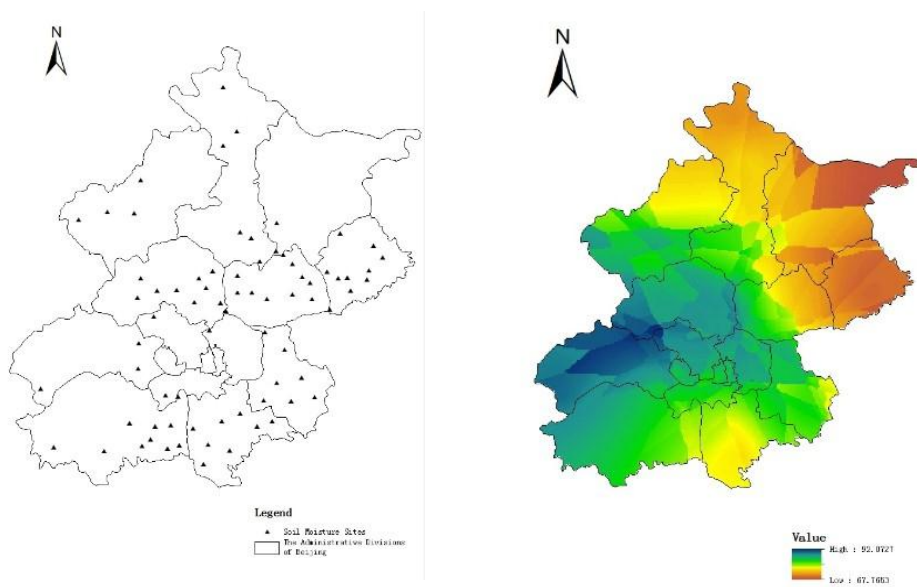 N
N
Legend
Soil Moisture Sites
The Administrative Divisions
of Beijing
Value
High : 92.0727
Low : 67.7653